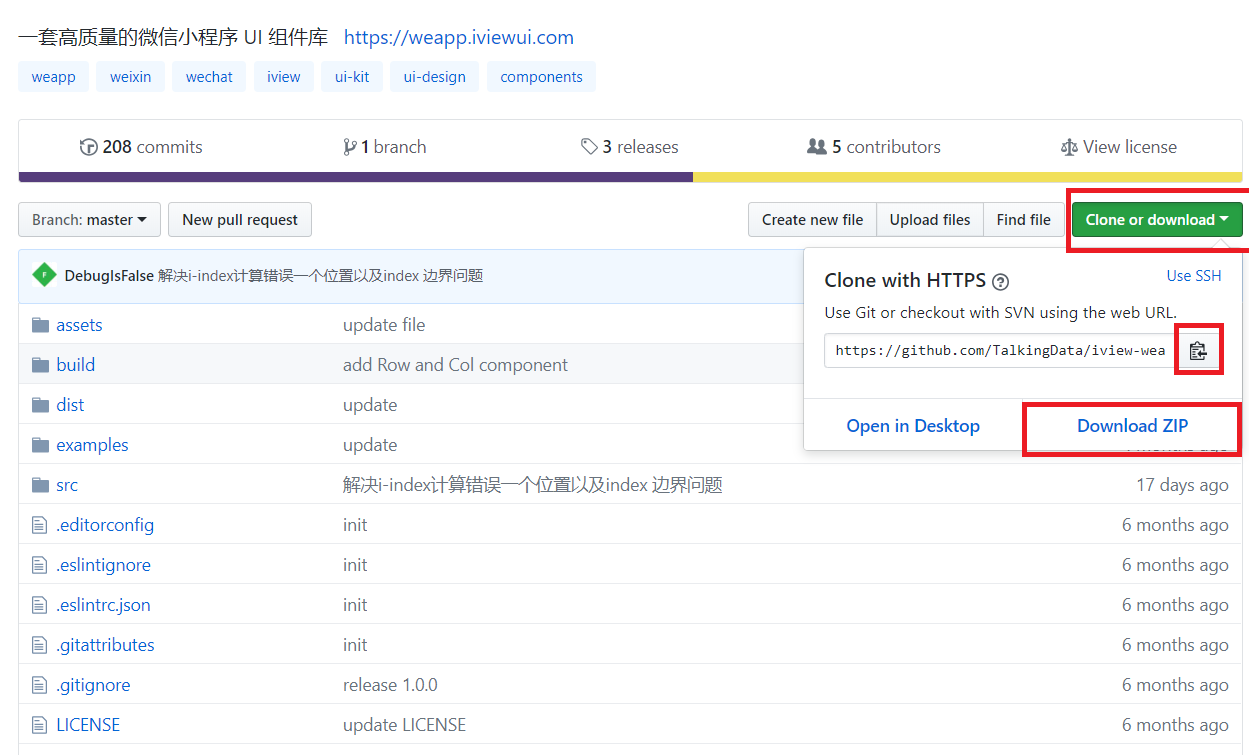 一套高质量的微信小程序 UI 组件库 https://weapp.iviewui.com
weapp weixin wechat iview ui-kit ui-design components
208 commits 1 branch 3 releases 5 contributors View license
Branch: master New pull request Create new file Upload files Find file Clone or download
DebugIsFalse 解决i-index计算错误一个位置以及index 边界问题
Clone with HTTPS Use SSH
Use Git or checkout with SVN using the web URL.
https://github.com/TalkingData/iview-wea
Open in Desktop Download ZIP
assets update file
build add Row and Col component
dist update
examples update
src 解决i-index计算错误一个位置以及index 边界问题 17 days ago
.editorconfig init 6 months ago
.eslintignore init 6 months ago
.eslintrc.json init 6 months ago
.gitattributes init 6 months ago
.gitignore release 1.0.0 6 months ago
LICENSE update LICENSE 6 months ago